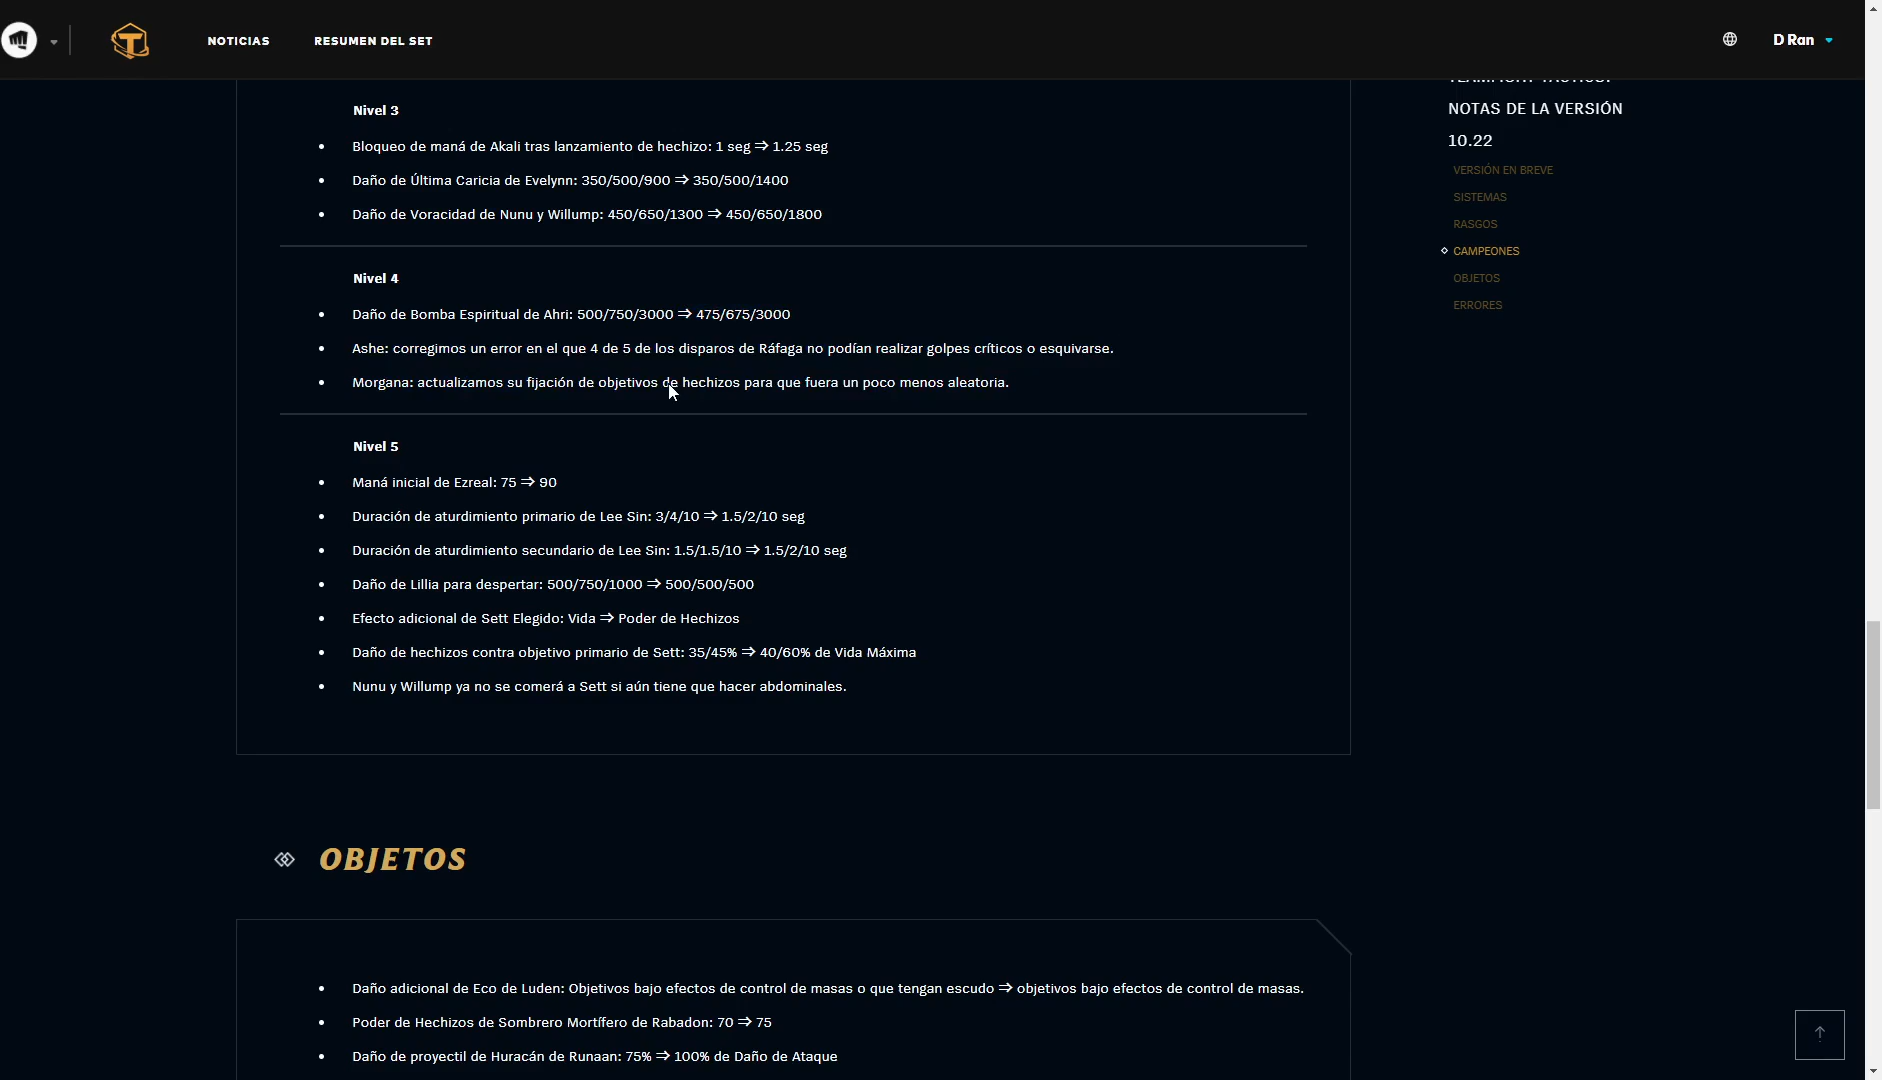 NOTICIAS
RESUMEN DEL SET
D Ran
Nivel 3
Bloqueo de maná de Akali tras lanzamiento de hechizo: 1 seg ⇒ 1.25 seg
Daño de Última Caricia de Evelynn: 350/500/900 ⇒ 350/500/1400
Daño de Voracidad de Nunu y Willump: 450/650/1300 ⇒ 450/650/1800
Nivel 4
Daño de Bomba Espiritual de Ahri: 500/750/3000 ⇒ 475/675/3000
Ashe: corregimos un error en el que 4 de 5 de los disparos de Ráfaga no podían realizar golpes críticos o esquivarse.
Morgana: actualizamos su fijación de objetivos de hechizos para que fuera un poco menos aleatoria.
Nivel 5
Maná inicial de Ezreal: 75 ⇒ 90
Duración de aturdimiento primario de Lee Sin: 3/4/10 ⇒ 1.5/2/10 seg
Duración de aturdimiento secundario de Lee Sin: 1.5/1.5/10 ⇒ 1.5/2/10 seg
Daño de Lillia para despertar: 500/750/1000 ⇒ 500/500/500
Efecto adicional de Sett Elegido: Vida ⇒ Poder de Hechizos
Daño de hechizos contra objetivo primario de Sett: 35/45% ⇒ 40/60% de Vida Máxima
Nunu y Willump ya no se comerá a Sett si aún tiene que hacer abdominales.
OBJETOS
Daño adicional de Eco de Luden: Objetivos bajo efectos de control de masas o que tengan escudo ⇒ objetivos bajo efectos de control de masas.
Poder de Hechizos de Sombrero Mortífero de Rabadon: 70 ⇒ 75
Daño de proyectil de Huracán de Runaan: 75% ⇒ 100% de Daño de Ataque
NOTAS DE LA VERSIÓN
10.22
VERSIÓN EN BREVE
SISTEMAS
RASGOS
CAMPEONES
OBJETOS
ERRORES